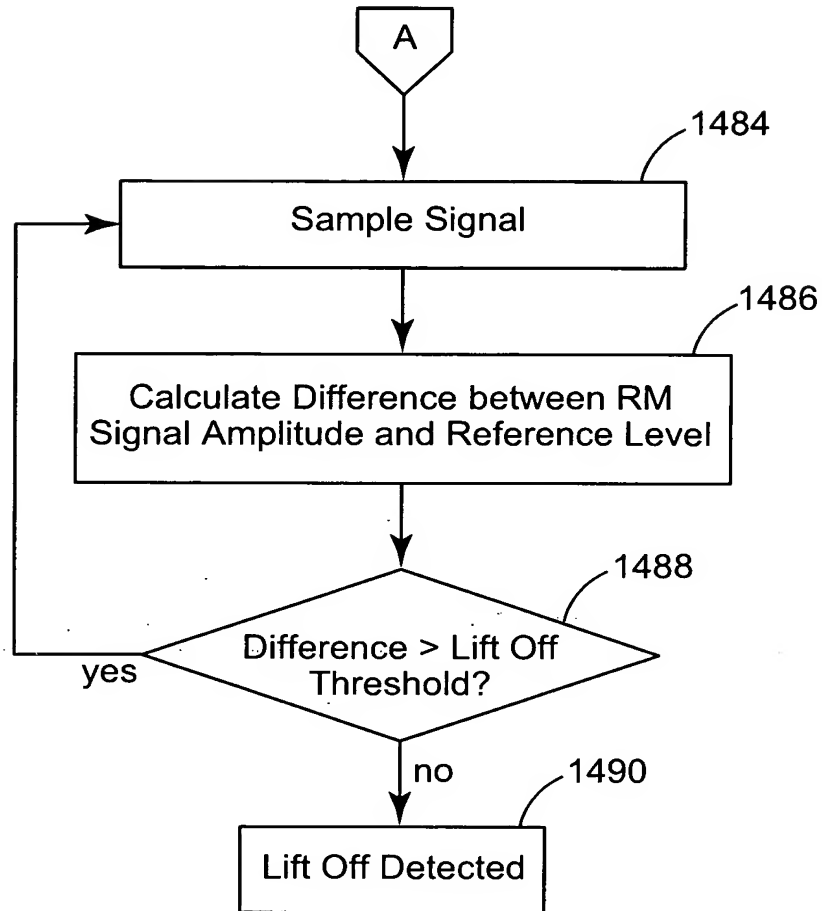 A
1484
Sample Signal
1486
Calculate Difference between RM
Signal Amplitude and Reference Level
1488
Difference > Lift Off
Threshold?
yes
no
1490
Lift Off Detected